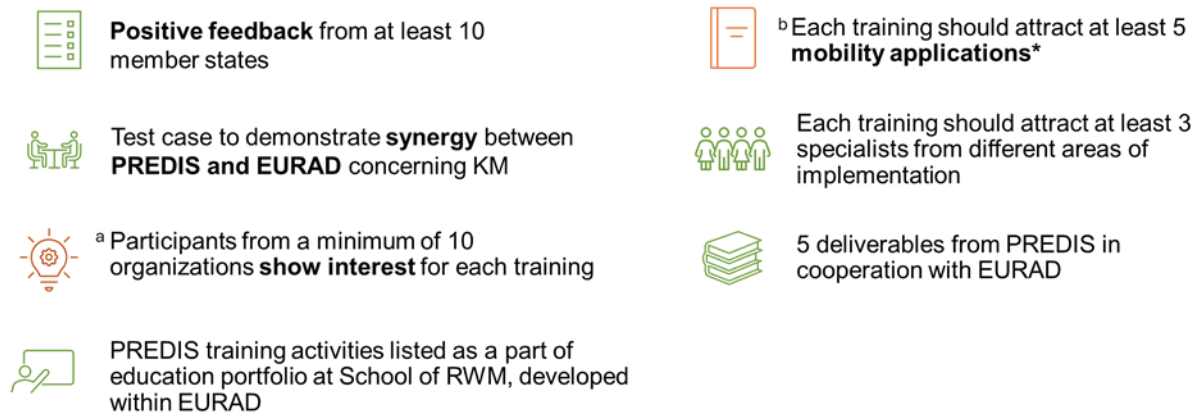 Positive feedback from at least 10
member states
Test case to demonstrate synergy between
PREDIS and EURAD concerning KM
a Participants from a minimum of 10
organizations show interest for each training
PREDIS training activities listed as a part of
education portfolio at School of RWM, developed
within EURAD
b Each training should attract at least 5
mobility applications*
Each training should attract at least 3
specialists from different areas of
implementation
5 deliverables from PREDIS in
cooperation with EURAD